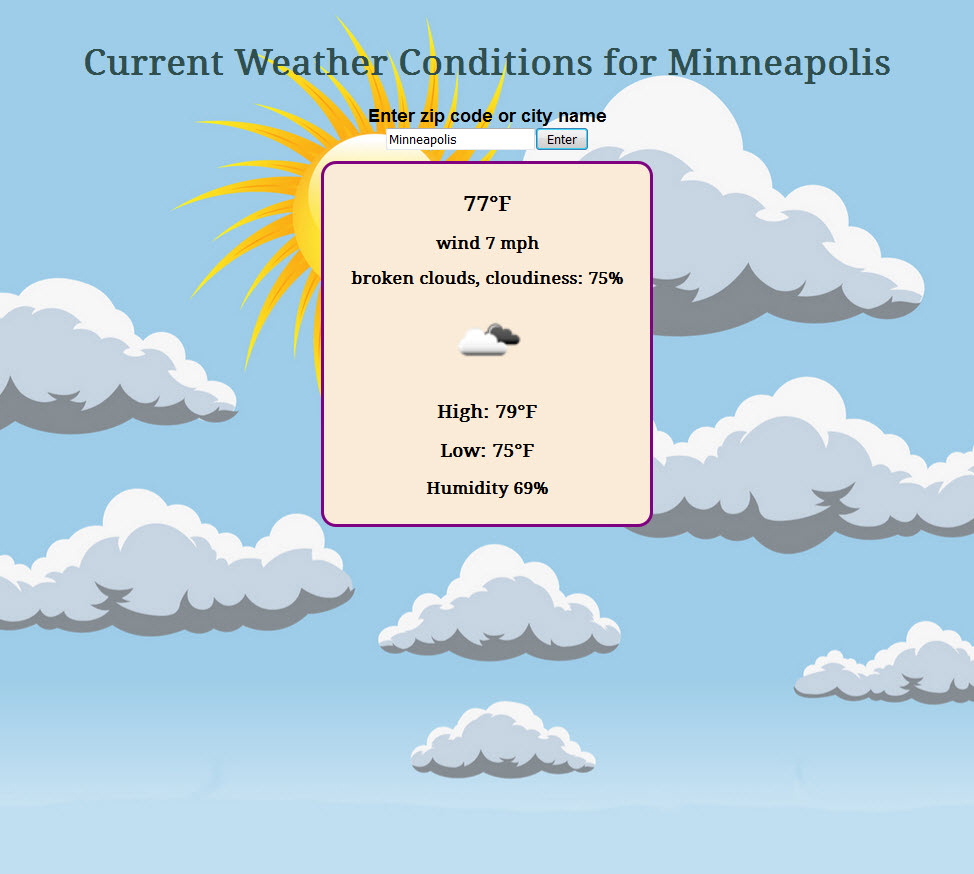 Current Weather Conditions for Minneapolis
Enter zip code or city name
Minneapolis Enter
77°F
wind 7 mph
broken clouds, cloudiness: 75%
High: 79°F
Low: 75°F
Humidity 69%